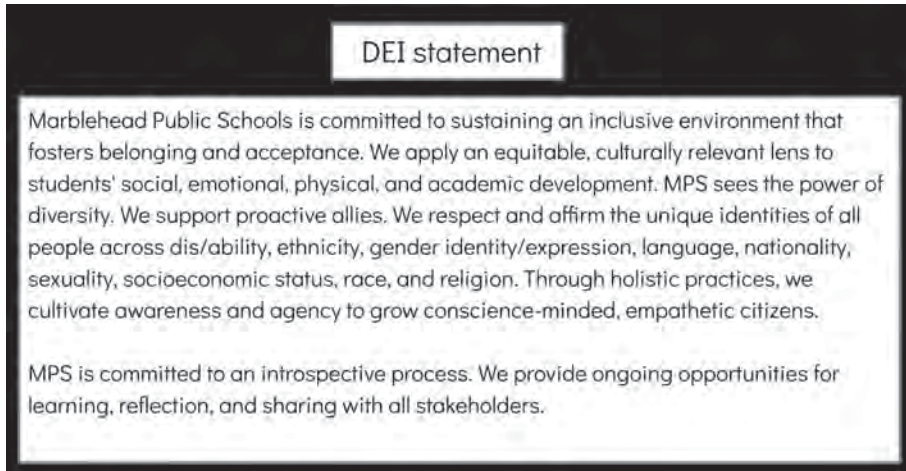 DEI statement
Marblehead Public Schools is committed to sustaining an inclusive environment that
fosters belonging and acceptance. We apply an equitable, culturally relevant lens to
students' social, emotional, physical, and academic development. MPS sees the power of
diversity. We support proactive allies. We respect and affirm the unique identities of all
people across dis/ability, ethnicity, gender identity/expression, language, nationality,
sexuality, socioeconomic status, race, and religion. Through holistic practices, we
cultivate awareness and agency to grow conscience-minded, empathetic citizens.
MPS is committed to an introspective process. We provide ongoing opportunities for
learning, reflection, and sharing with all stakeholders.